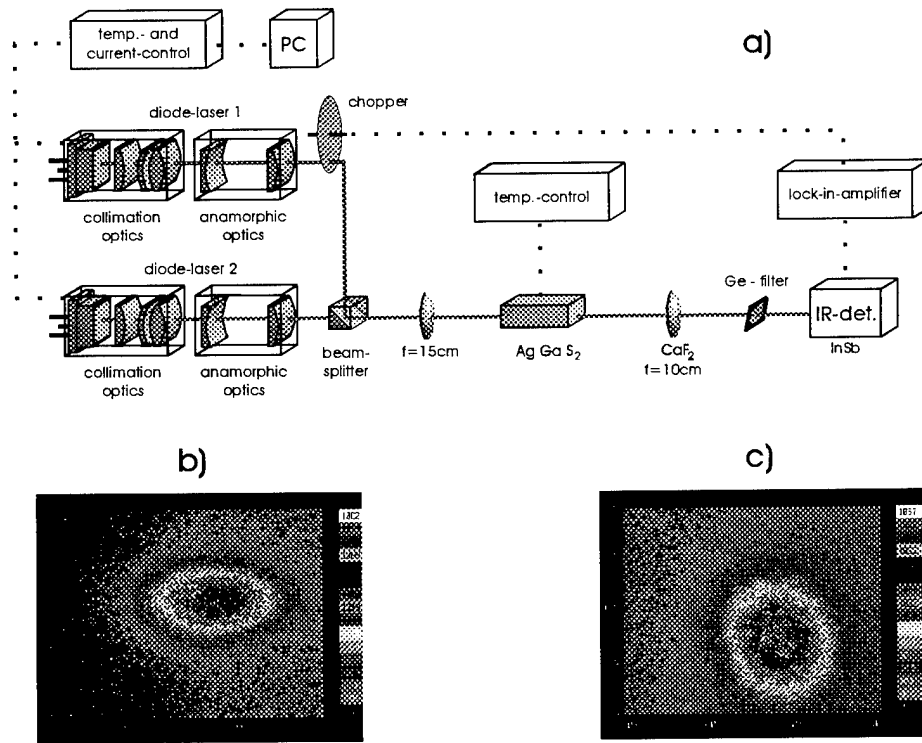 temp.- and
current-control
PC
a)
chopper
diode-laser 1
temp.-control
lock-in-amplifier
collimation
optics
anamorphic
optics
diode-laser 2
Ge - filter
IR-det.
InSb
beam-
splitter
f=15cm
Ag Ga S2
CaF2
f=10cm
collimation
optics
anamorphic
optics
b)
c)